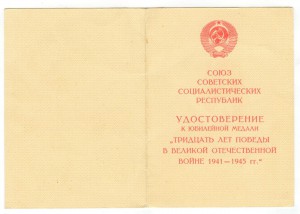 СОЮЗ
СОВЕТСКИХ
СОЦИАЛИСТИЧЕСКИХ
РЕСПУБЛИК
УДОСТОВЕРЕНИЕ
К ЮБИЛЕЙНОЙ МЕДАЛИ
„ТРИДЦАТЬ ЛЕТ ПОБЕДЫ
В ВЕЛИКОЙ ОТЕЧЕСТВЕННОЙ
ВОЙНЕ 1941—1945 гг.“